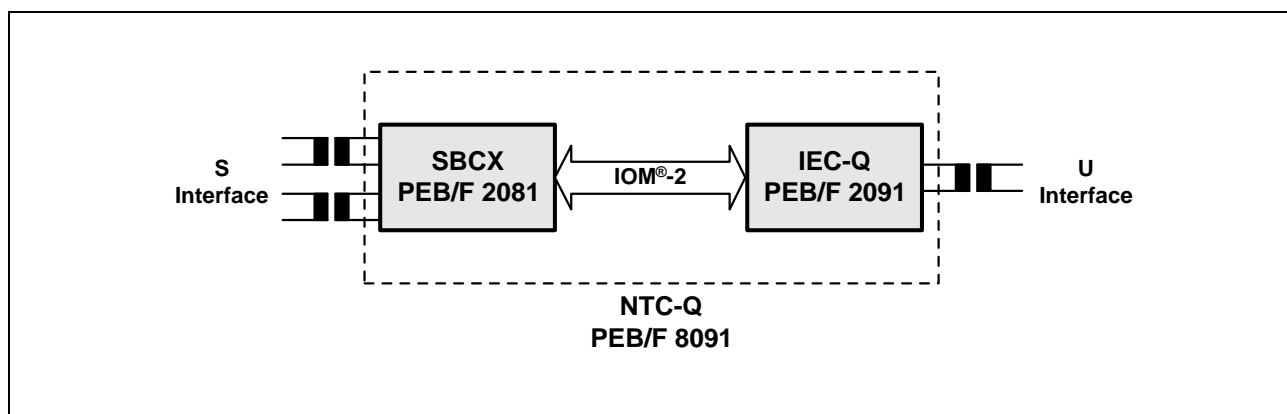 S
Interface
SBCX
PEB/F 2081
IOM®-2
IEC-Q
PEB/F 2091
U
Interface
NTC-Q
PEB/F 8091